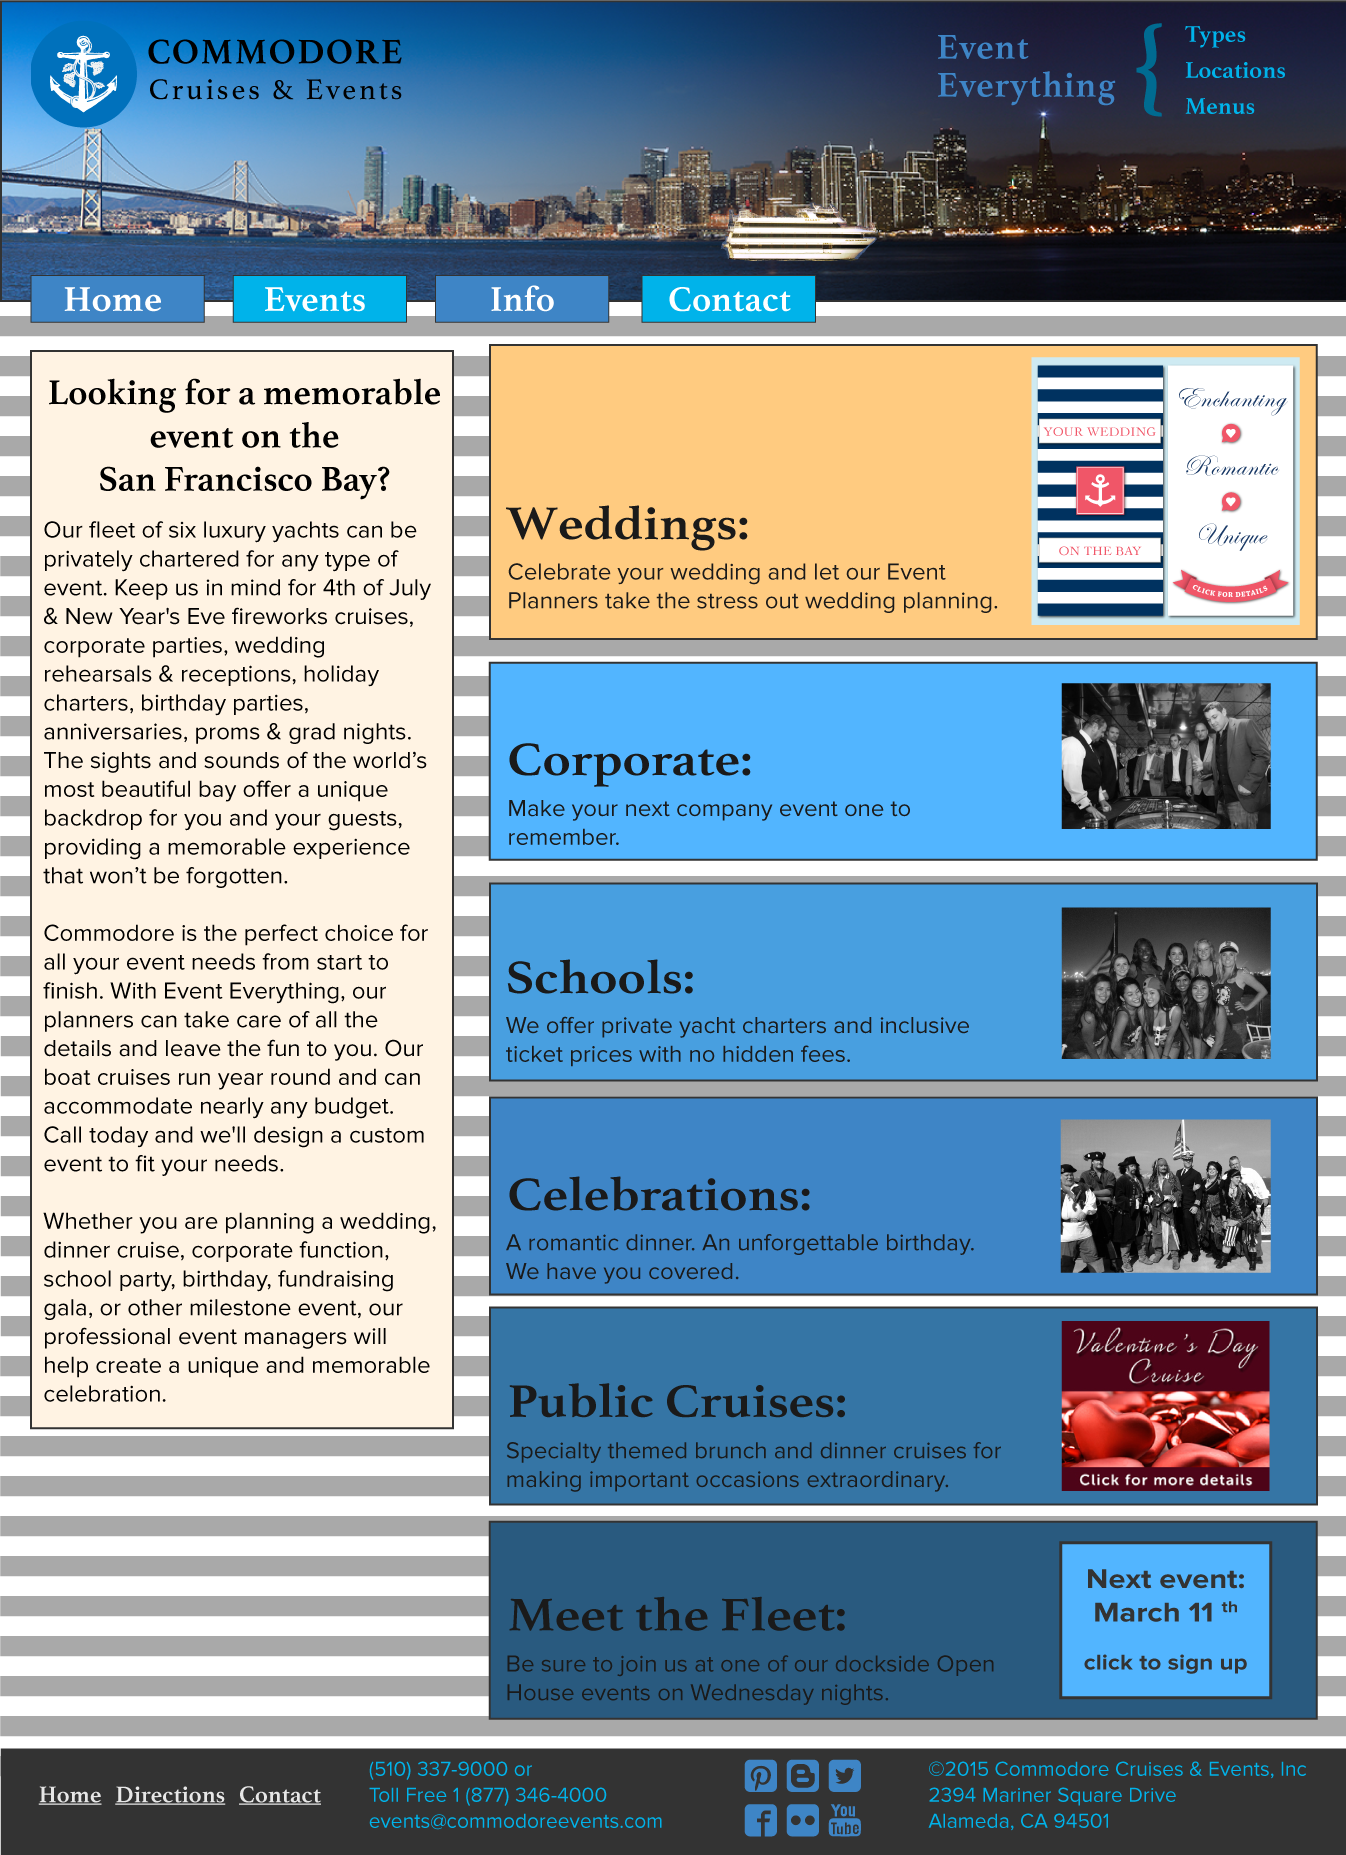 COMMODORE
Cruises & Events
Event
Everything
{
Types
Locations
Menus
Home
Events
Info
Contact
Looking for a memorable
event on the
San Francisco Bay?
Our fleet of six luxury yachts can be
privately chartered for any type of
event. Keep us in mind for 4th of July
& New Year's Eve fireworks cruises,
corporate parties, wedding
rehearsals & receptions, holiday
charters, birthday parties,
anniversaries, proms & grad nights.
The sights and sounds of the world’s
most beautiful bay offer a unique
backdrop for you and your guests,
providing a memorable experience
that won’t be forgotten.
Commodore is the perfect choice for
all your event needs from start to
finish. With Event Everything, our
planners can take care of all the
details and leave the fun to you. Our
boat cruises run year round and can
accommodate nearly any budget.
Call today and we'll design a custom
event to fit your needs.
Whether you are planning a wedding,
dinner cruise, corporate function,
school party, birthday, fundraising
gala, or other milestone event, our
professional event managers will
help create a unique and memorable
celebration.
Weddings:
Celebrate your wedding and let our Event
Planners take the stress out wedding planning.
YOUR WEDDING
ON THE BAY
Enchanting
Romantic
Unique
CLICK FOR DETAILS
Corporate:
Make your next company event one to
remember.
Schools:
We offer private yacht charters and inclusive
ticket prices with no hidden fees.
Celebrations:
A romantic dinner. An unforgettable birthday.
We have you covered.
Public Cruises:
Specialty themed brunch and dinner cruises for
making important occasions extraordinary.
Valentine's Day
Cruise
Click for more details
Meet the Fleet:
Be sure to join us at one of our dockside Open
House events on Wednesday nights.
Next event:
March 11 th
click to sign up
Home Directions Contact
(510) 337-9000 or
Toll Free 1 (877) 346-4000
events@commodoreevents.com
You
Tube
©2015 Commodore Cruises & Events, Inc
2394 Mariner Square Drive
Alameda, CA 94501